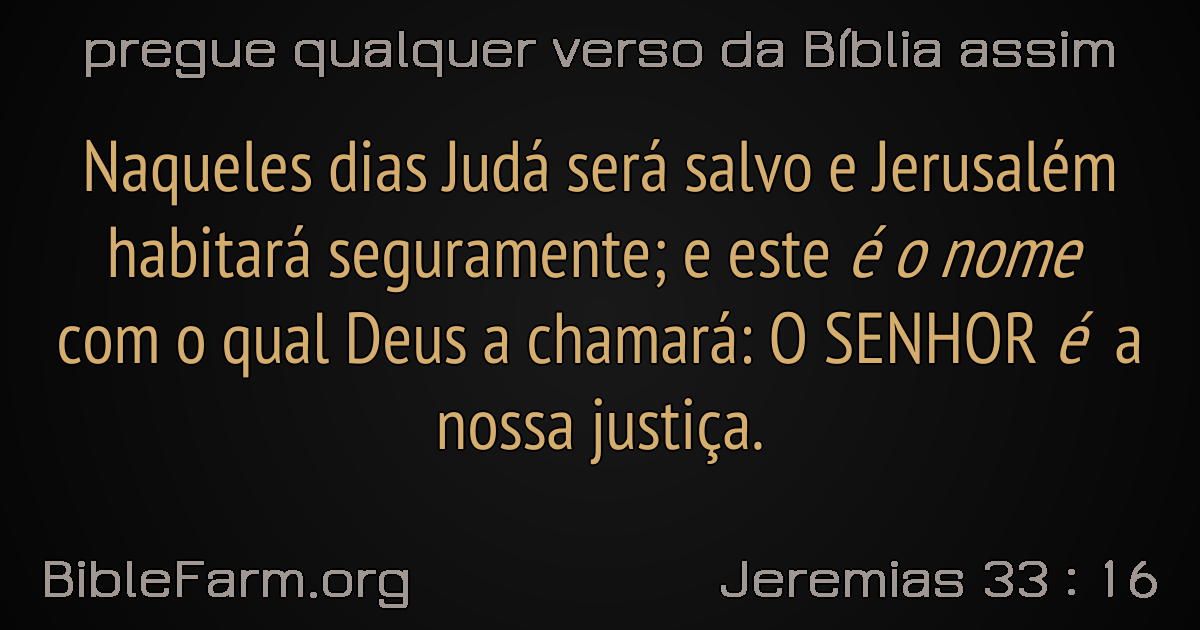 pregue qualquer verso da Bíblia assim
Naqueles dias Judá será salvo e Jerusalém
habitará seguramente; e este é o nome
com o qual Deus a chamará: O SENHOR é a
nossa justiça.
BibleFarm.org
Jeremias 33 : 16